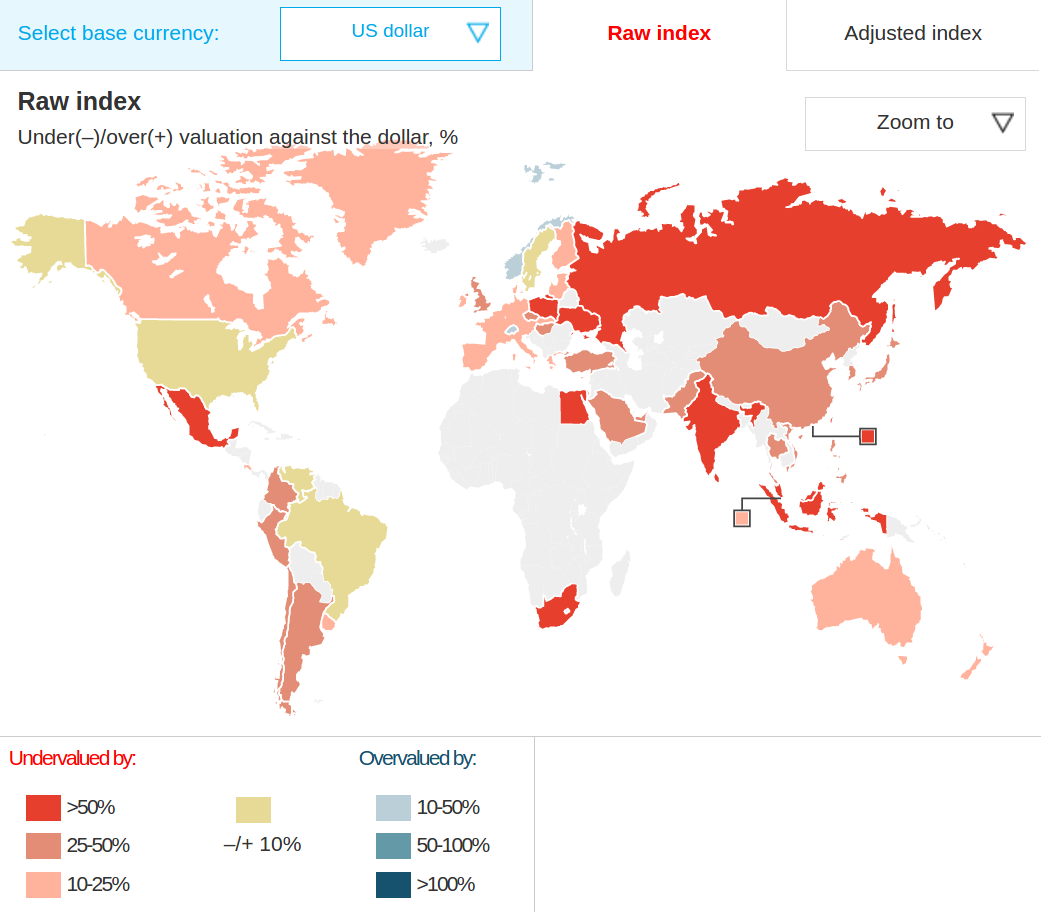 Select base currency:
US dollar
Raw index
Adjusted index
Raw index
Under(–)/over(+) valuation against the dollar, %
Zoom to
Undervalued by:
Overvalued by:
>50%
10-50%
25-50%
–/+ 10%
50-100%
10-25%
>100%